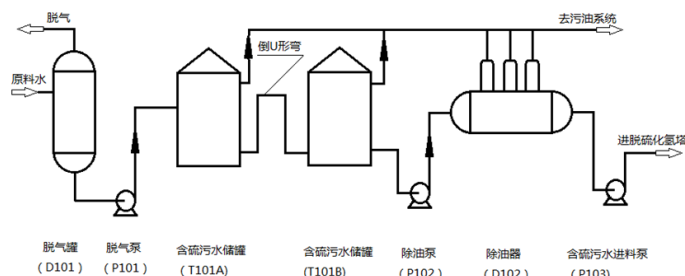 脱气
去污油系统
倒U形弯
原料水
进脱硫化氢塔
脱气罐
(D101)
脱气泵
(P101)
含硫污水储罐
(T101A)
含硫污水储罐
(T101B)
除油泵
(P102)
除油器
(D102)
含硫污水进料泵
(P103)